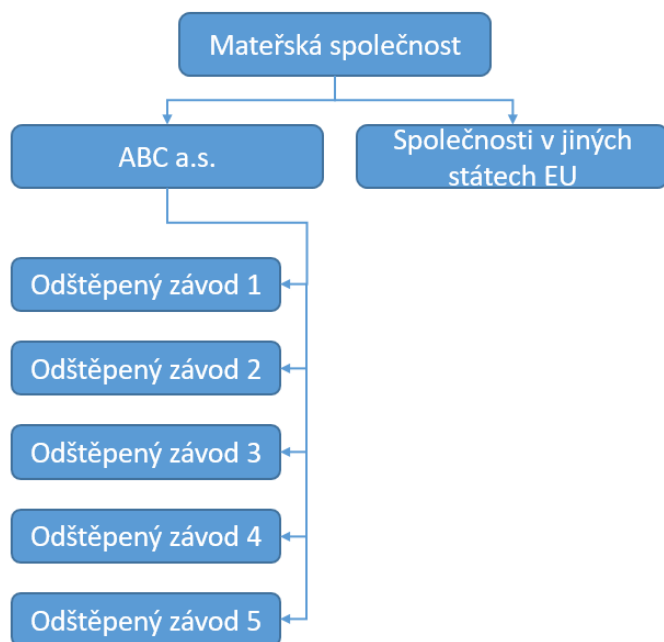 Mateřská společnost
ABC a.s.
Společnosti v jiných
státech EU
Odštěpený závod 1
Odštěpený závod 2
Odštěpený závod 3
Odštěpený závod 4
Odštěpený závod 5